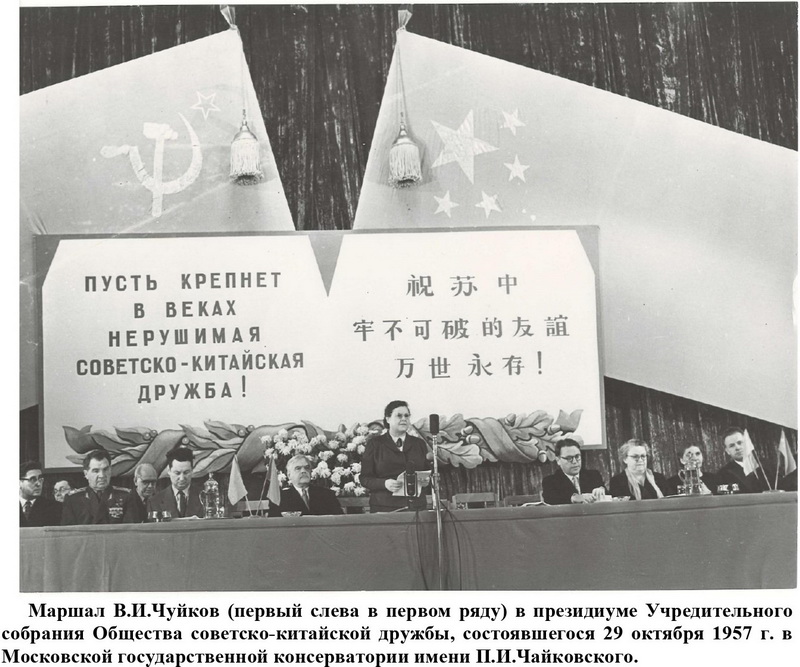 ПУСТЬ КРЕПНЕТ
В ВЕКАХ
НЕРУШИМАЯ
СОВЕТСКО-КИТАЙСКАЯ
ДРУЖБА!
祝苏中
牢不可破的友誼
万世永存!
Маршал В.И.Чуйков (первый слева в первом ряду) в президиуме Учредительного
собрания Общества советско-китайской дружбы, состоявшегося 29 октября 1957 г. в
Московской государственной консерватории имени П.И.Чайковского.